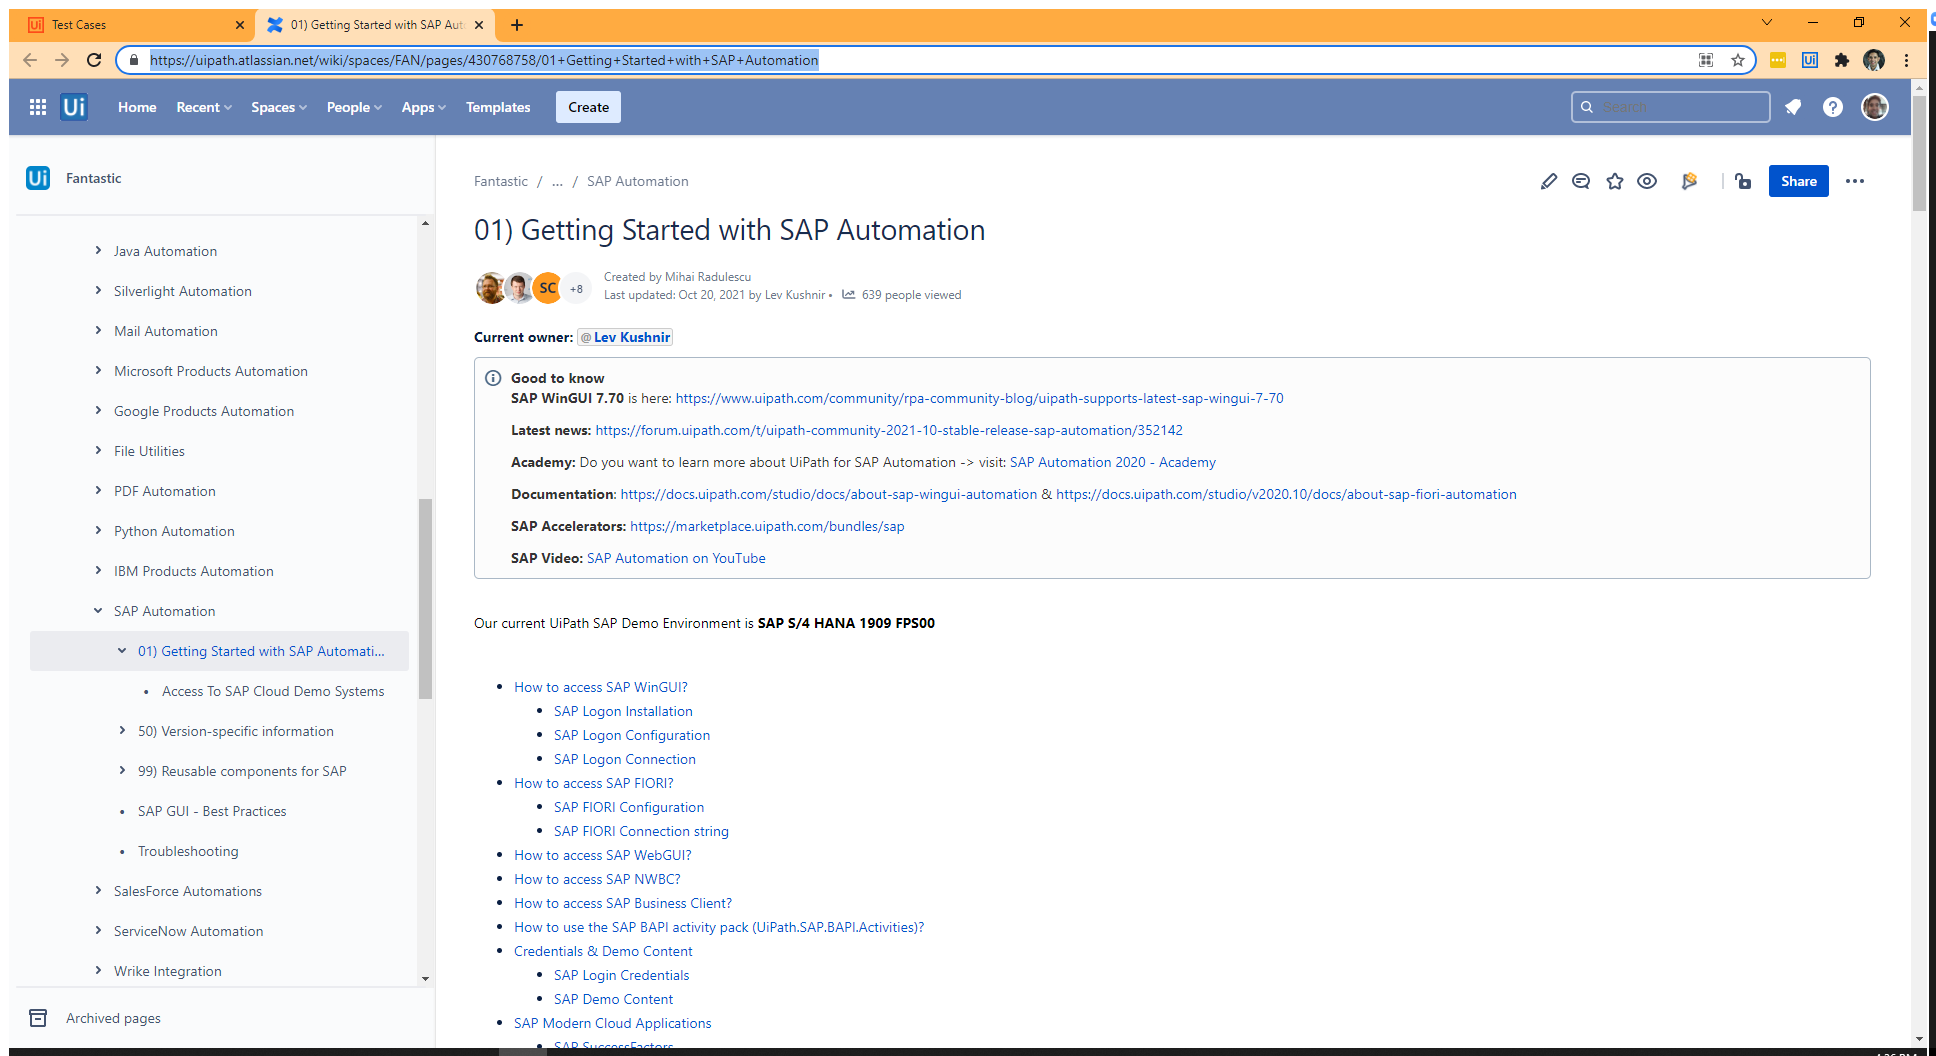 Test Cases
01) Getting Started with SAP Aut
https://uipath.atlassian.net/wiki/spaces/FAN/pages/430768758/01+Getting+Started+with+SAP+Automation
Ui Home Recent Spaces People Apps Templates Create Search
Ui Fantastic
Java Automation
Silverlight Automation
Mail Automation
Microsoft Products Automation
Google Products Automation
File Utilities
PDF Automation
Python Automation
IBM Products Automation
SAP Automation
01) Getting Started with SAP Automati...
Access To SAP Cloud Demo Systems
50) Version-specific information
99) Reusable components for SAP
SAP GUI - Best Practices
Troubleshooting
SalesForce Automations
ServiceNow Automation
Wrike Integration
Archived pages
Fantastic / ... / SAP Automation
Share
01) Getting Started with SAP Automation
SC +8
Created by Mihai Radulescu
Last updated: Oct 20, 2021 by Lev Kushnir • 639 people viewed
Current owner: @Lev Kushnir
Good to know
SAP WinGUI 7.70 is here: https://www.uipath.com/community/rpa-community-blog/uipath-supports-latest-sap-wingui-7-70
Latest news: https://forum.uipath.com/t/uipath-community-2021-10-stable-release-sap-automation/352142
Academy: Do you want to learn more about UiPath for SAP Automation -> visit: SAP Automation 2020 - Academy
Documentation: https://docs.uipath.com/studio/docs/about-sap-wingui-automation & https://docs.uipath.com/studio/v2020.10/docs/about-sap-fiori-automation
SAP Accelerators: https://marketplace.uipath.com/bundles/sap
SAP Video: SAP Automation on YouTube
Our current UiPath SAP Demo Environment is SAP S/4 HANA 1909 FPS00
• How to access SAP WinGUI?
• SAP Logon Installation
• SAP Logon Configuration
• SAP Logon Connection
• How to access SAP FIORI?
• SAP FIORI Configuration
• SAP FIORI Connection string
• How to access SAP WebGUI?
• How to access SAP NWBC?
• How to access SAP Business Client?
• How to use the SAP BAPI activity pack (UiPath.SAP.BAPI.Activities)?
• Credentials & Demo Content
• SAP Login Credentials
• SAP Demo Content
• SAP Modern Cloud Applications
• SAP SuccessFactors